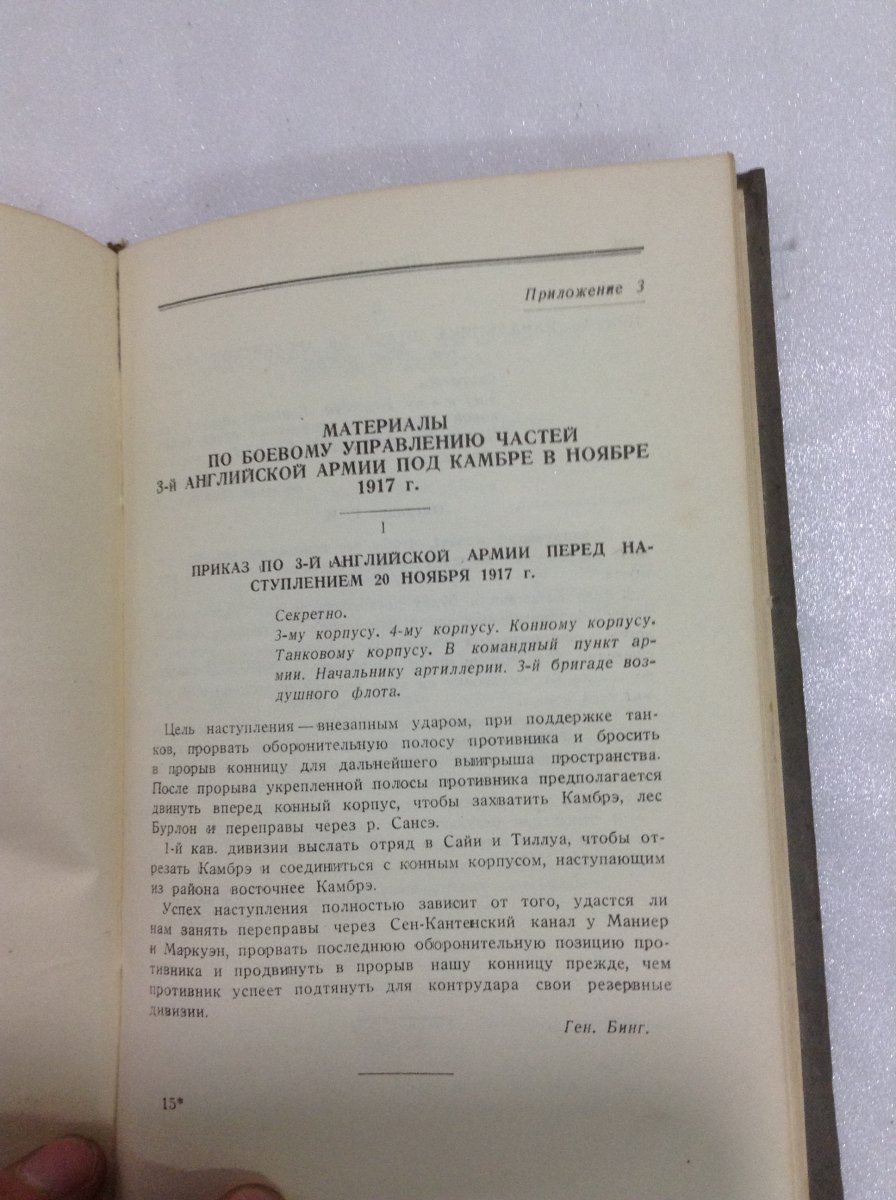 Приложение 3
МАТЕРИАЛЫ
ПО БОЕВОМУ УПРАВЛЕНИЮ ЧАСТЕЙ
3-й АНГЛИЙСКОЙ АРМИИ ПОД КАМБРЕ В НОЯБРЕ
1917 г.
1
ПРИКАЗ ПО 3-Й АНГЛИЙСКОЙ АРМИИ ПЕРЕД НА-
СТУПЛЕНИЕМ 20 НОЯБРЯ 1917 г.
Секретно.
3-му корпусу. 4-му корпусу. Конному корпусу.
Танковому корпусу. В командный пункт ар-
мии. Начальнику артиллерии. 3-й бригаде воз-
душного флота.
Цель наступления — внезапным ударом, при поддержке тан-
ков, прорвать оборонительную полосу противника и бросить
в прорыв конницу для дальнейшего выигрыша пространства.
После прорыва укрепленной полосы противника предполагается
двинуть вперед конный корпус, чтобы захватить Камбрэ, лес
Бурлон и переправы через р. Сансэ.
1-й кав. дивизии выслать отряд в Сайи и Тиллуа, чтобы от-
резать Камбрэ и соединиться с конным корпусом, наступающим
из района восточнее Камбрэ.
Успех наступления полностью зависит от того, удастся ли
нам занять переправы через Сен-Кантенский канал у Маниер
и Маркуэн, прорвать последнюю оборонительную позицию про-
тивника и продвинуть в прорыв нашу конницу прежде, чем
противник успеет подтянуть для контрудара свои резервные
дивизии.
Ген. Бинг.
15*